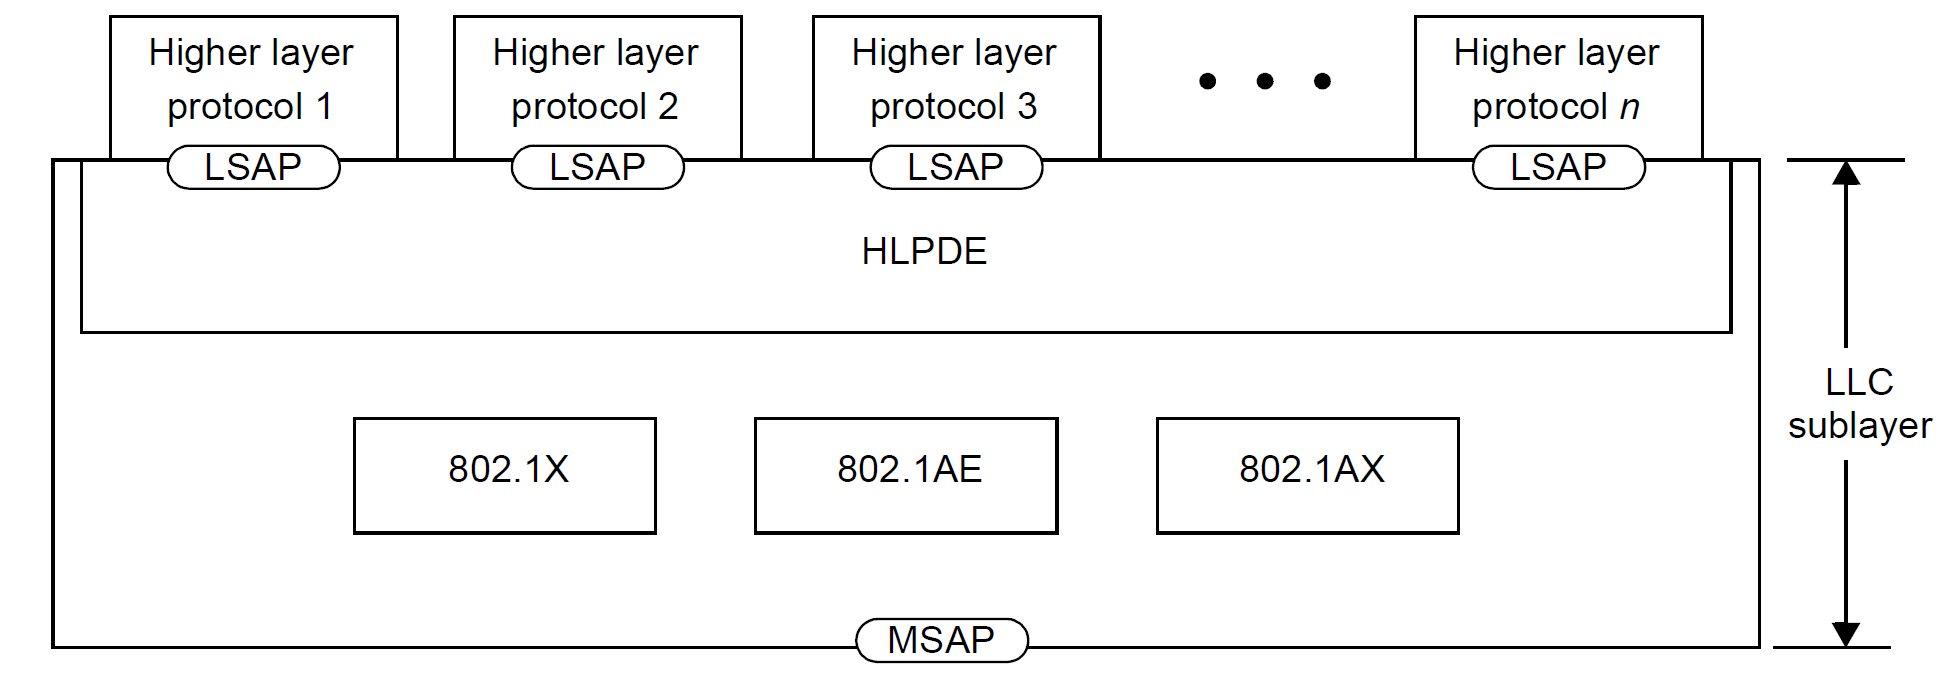 Higher layer
protocol 1
Higher layer
protocol 2
Higher layer
protocol 3
Higher layer
protocol n
LSAP
LSAP
LSAP
LSAP
HLPDE
LLC
sublayer
802.1X
802.1AE
802.1AX
MSAP